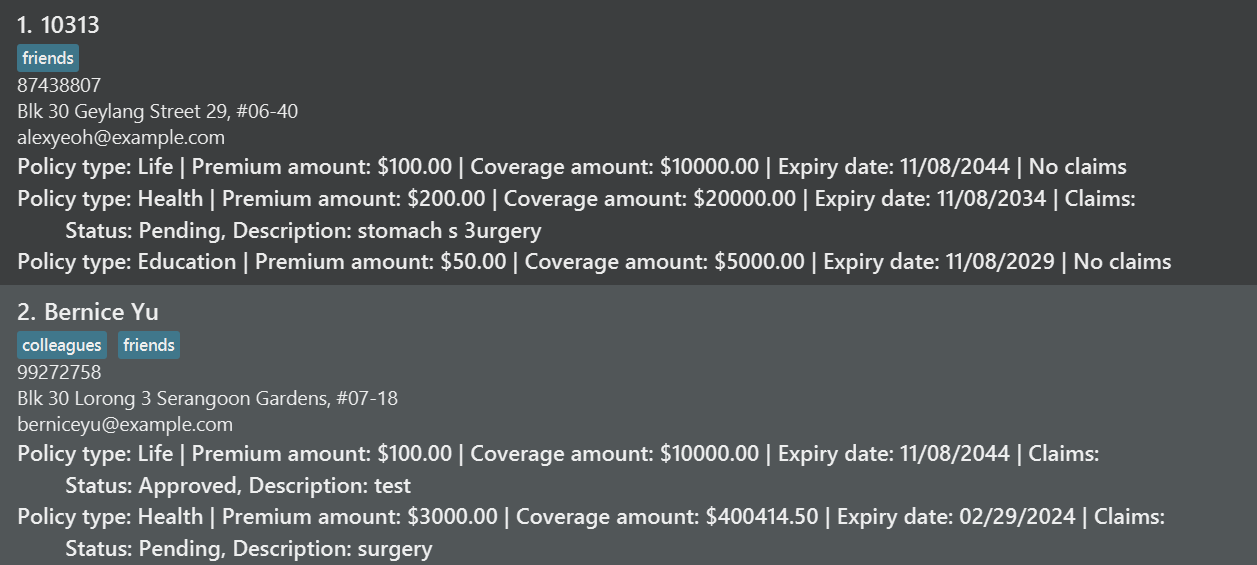 1. 10313
friends
87438807
Blk 30 Geylang Street 29, #06-40
alexyeoh@example.com
Policy type: Life | Premium amount: $100.00 | Coverage amount: $10000.00 | Expiry date: 11/08/2044 | No claims
Policy type: Health | Premium amount: $200.00 | Coverage amount: $20000.00 | Expiry date: 11/08/2034 | Claims:
Status: Pending, Description: stomach s 3urgery
Policy type: Education | Premium amount: $50.00 | Coverage amount: $5000.00 | Expiry date: 11/08/2029 | No claims
2. Bernice Yu
colleagues friends
99272758
Blk 30 Lorong 3 Serangoon Gardens, #07-18
berniceyu@example.com
Policy type: Life | Premium amount: $100.00 | Coverage amount: $10000.00 | Expiry date: 11/08/2044 | Claims:
Status: Approved, Description: test
Policy type: Health | Premium amount: $3000.00 | Coverage amount: $400414.50 | Expiry date: 02/29/2024 | Claims:
Status: Pending, Description: surgery